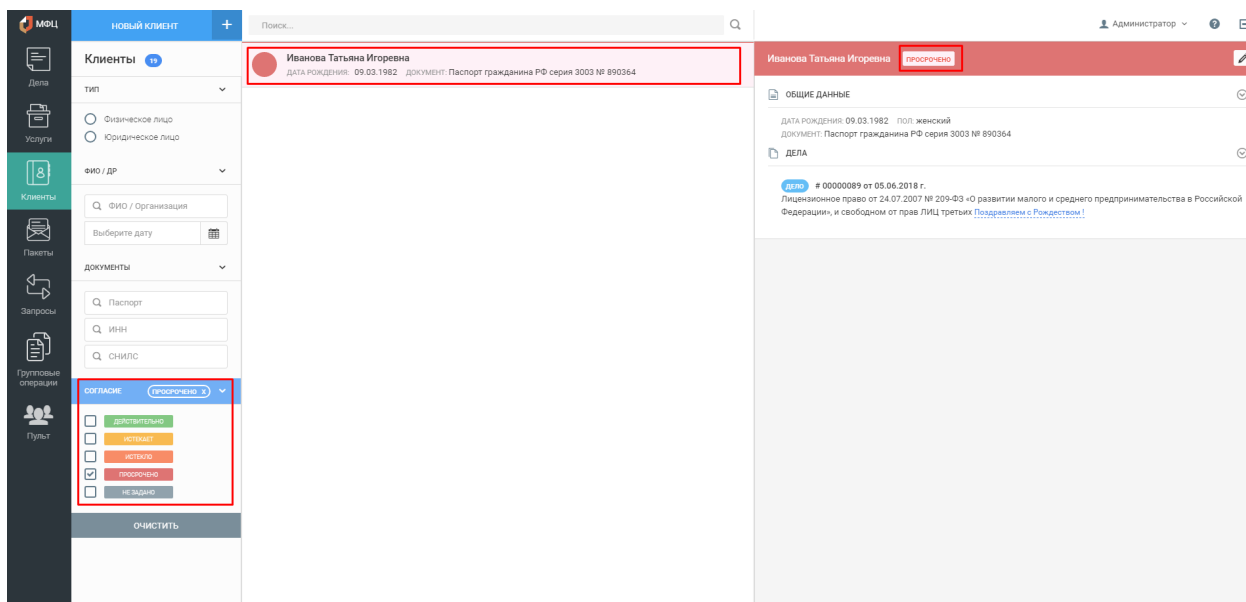 МФЦ
Дела
Услуги
Клиенты
Пакеты
Запросы
Групповые
операции
Пульт
НОВЫЙ КЛИЕНТ +
Клиенты 19
ТИП
Физическое лицо
Юридическое лицо
ФИО / ДР
ФИО / Организация
Выберите дату
ДОКУМЕНТЫ
Паспорт
ИНН
СНИЛС
СОГЛАСИЕ ПРОСРОЧЕНО X
ДЕЙСТВИТЕЛЬНО
ИСТЕКАЕТ
ИСТЕКЛО
ПРОСРОЧЕНО
НЕ ЗАДАНО
ОЧИСТИТЬ
Поиск...
Иванова Татьяна Игоревна
ДАТА РОЖДЕНИЯ: 09.03.1982 ДОКУМЕНТ: Паспорт гражданина РФ серия 3003 № 890364
Администратор ?
Иванова Татьяна Игоревна ПРОСРОЧЕНО
ОБЩИЕ ДАННЫЕ
ДАТА РОЖДЕНИЯ: 09.03.1982 ПОЛ: женский
ДОКУМЕНТ: Паспорт гражданина РФ серия 3003 № 890364
ДЕЛА
ДЕЛО # 00000089 от 05.06.2018 г.
Лицензионное право от 24.07.2007 № 209-ФЗ «О развитии малого и среднего предпринимательства в Российской
Федерации», и свободном от прав ЛИЦ третьих Поздравляем с Рождеством !